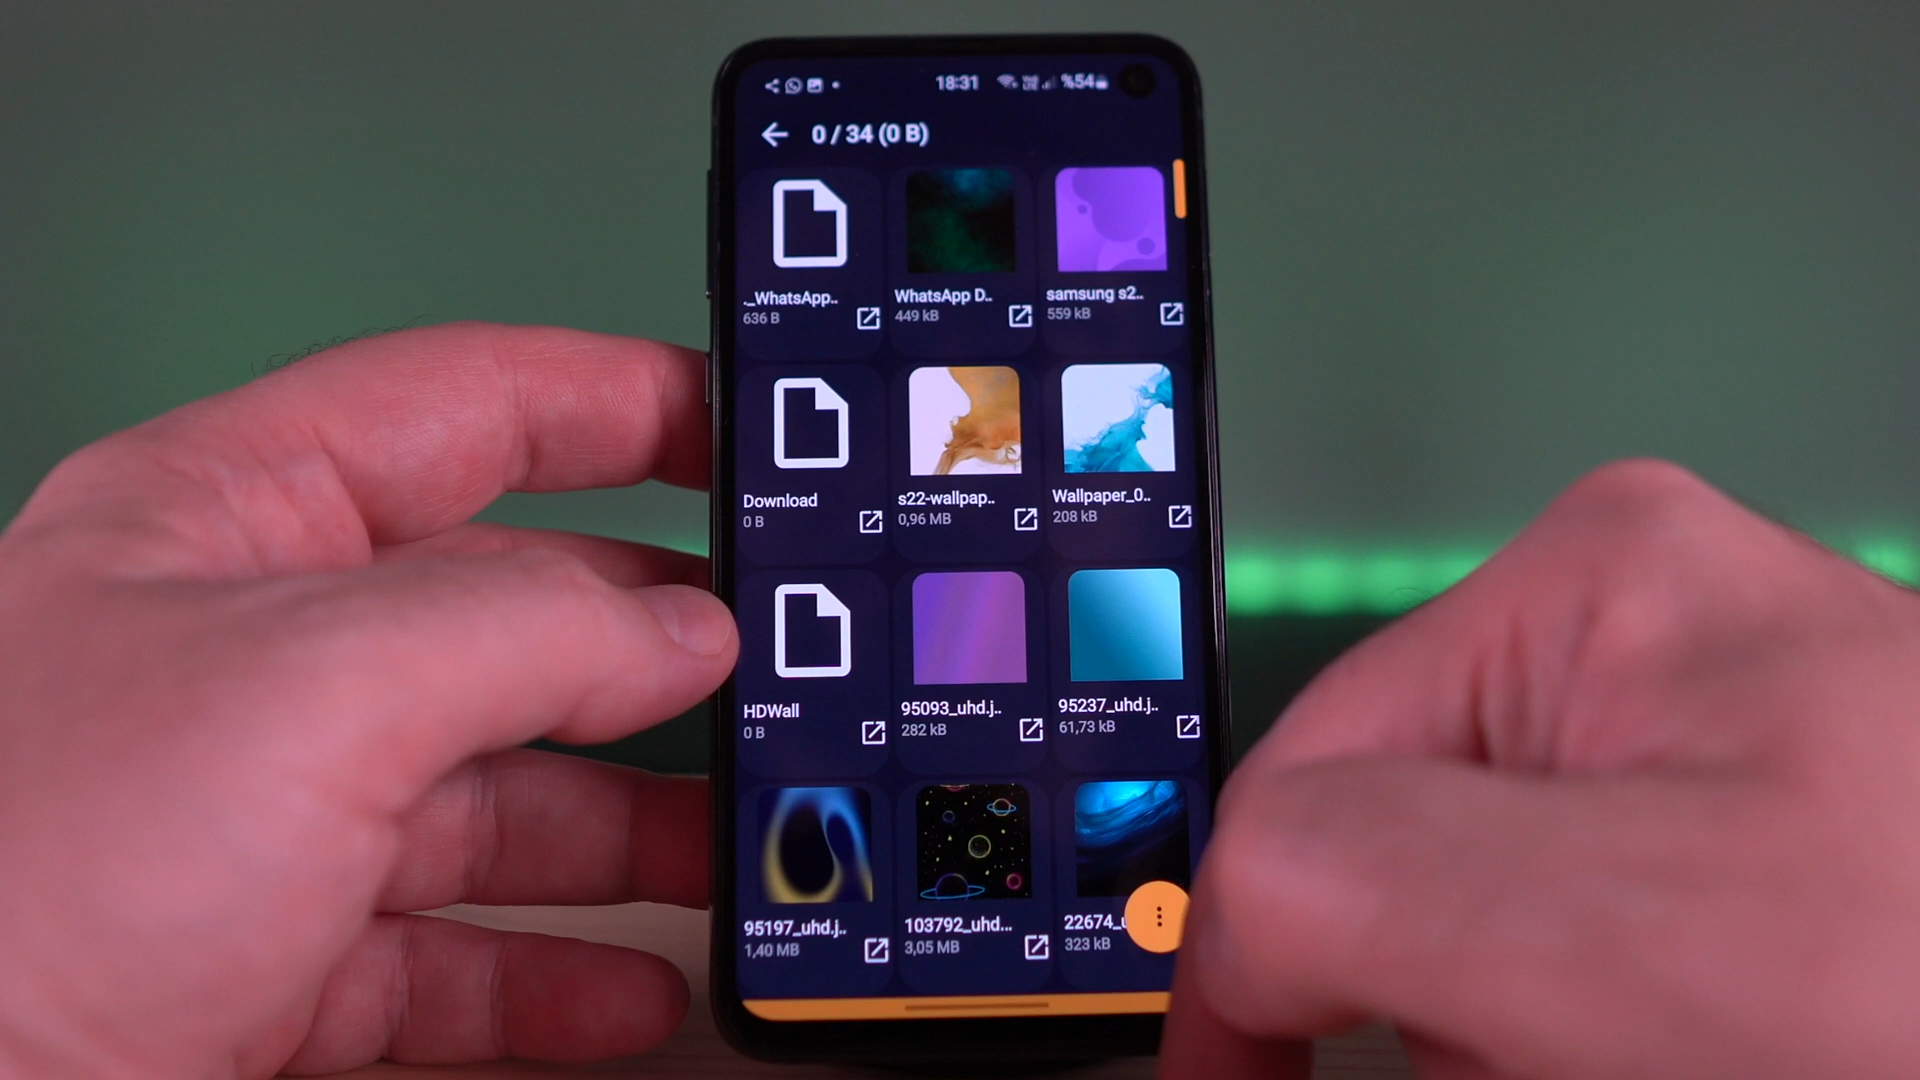 18:31 %54
0 / 34 (0 B)
._WhatsApp..
636 B
WhatsApp D..
449 kB
samsung s2..
559 kB
Download
0 B
s22-wallpap..
0,96 MB
Wallpaper_0..
208 kB
HDWall
0 B
95093_uhd.j..
282 kB
95237_uhd.j..
61,73 kB
95197_uhd.j..
1,40 MB
103792_uhd...
3,05 MB
22674_
323 kB